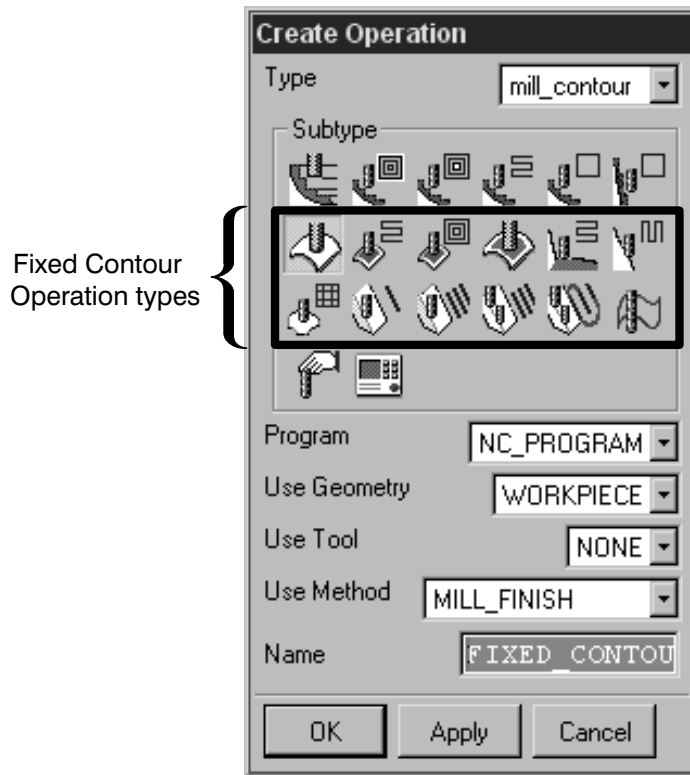 Create Operation
Type
mill_contour
Subtype
Fixed Contour
Operation types
Program
NC_PROGRAM
Use Geometry
WORKPIECE
Use Tool
NONE
Use Method
MILL_FINISH
Name
FIXED_CONTOU
OK
Apply
Cancel